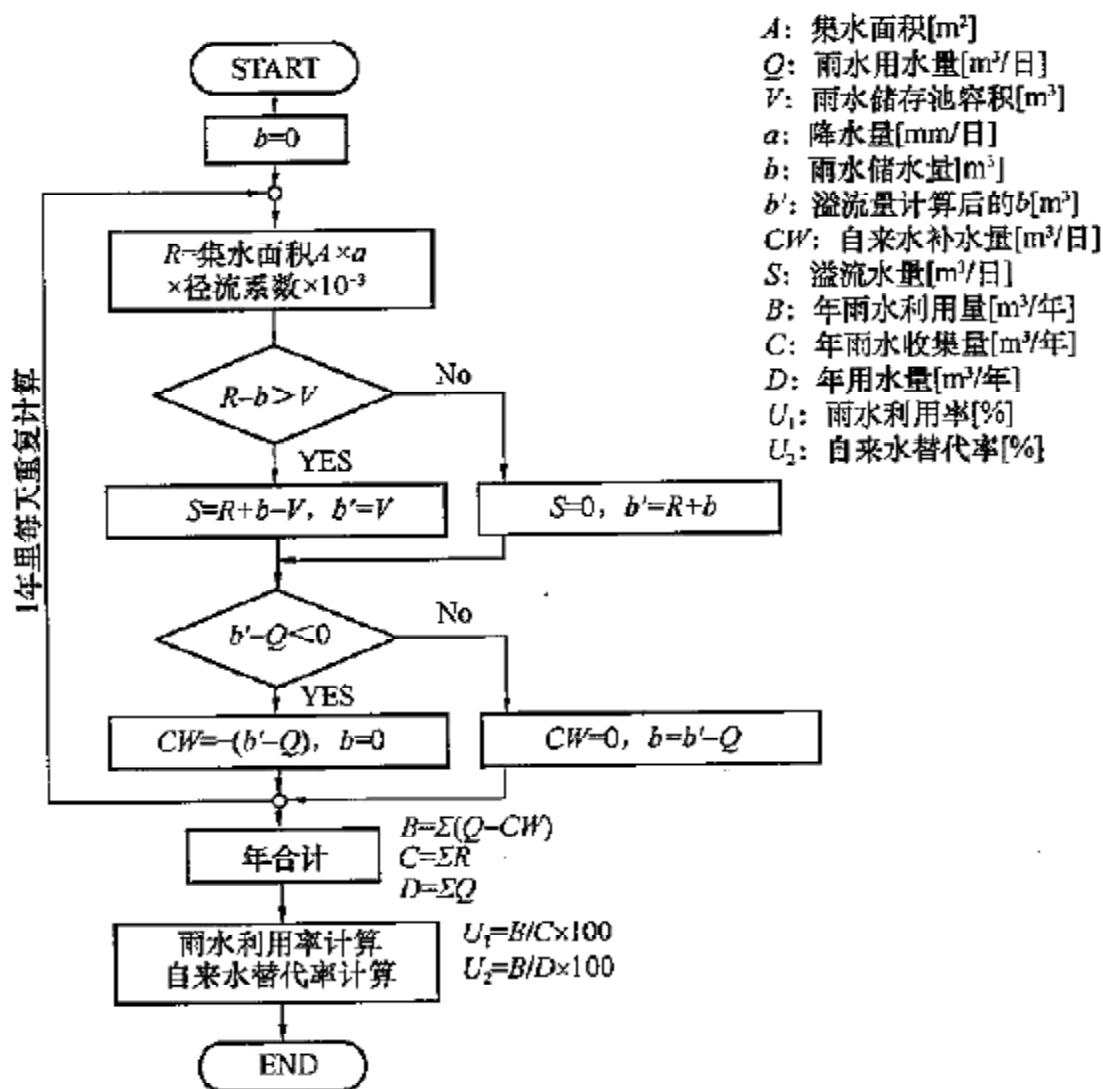 START
b=0
R=集水面积A×a
×径流系数×10⁻³
R-b>V
No
YES
S=R+b-V, b′=V
S=0, b′=R+b
b′-Q<0
No
YES
CW=-(b′-Q), b=0
CW=0, b=b′-Q
1年里每天重复计算
年合计
B=Σ(Q-CW)
C=ΣR
D=ΣQ
雨水利用率计算
自来水替代率计算
U₁=B/C×100
U₂=B/D×100
END
A: 集水面积[m²]
Q: 雨水用水量[m³/日]
V: 雨水储存池容积[m³]
a: 降水量[mm/日]
b: 雨水储水量[m³]
b′: 溢流量计算后的b[m³]
CW: 自来水补水量[m³/日]
S: 溢流水量[m³/日]
B: 年雨水利用量[m³/年]
C: 年雨水收集量[m³/年]
D: 年用水量[m³/年]
U₁: 雨水利用率[%]
U₂: 自来水替代率[%]